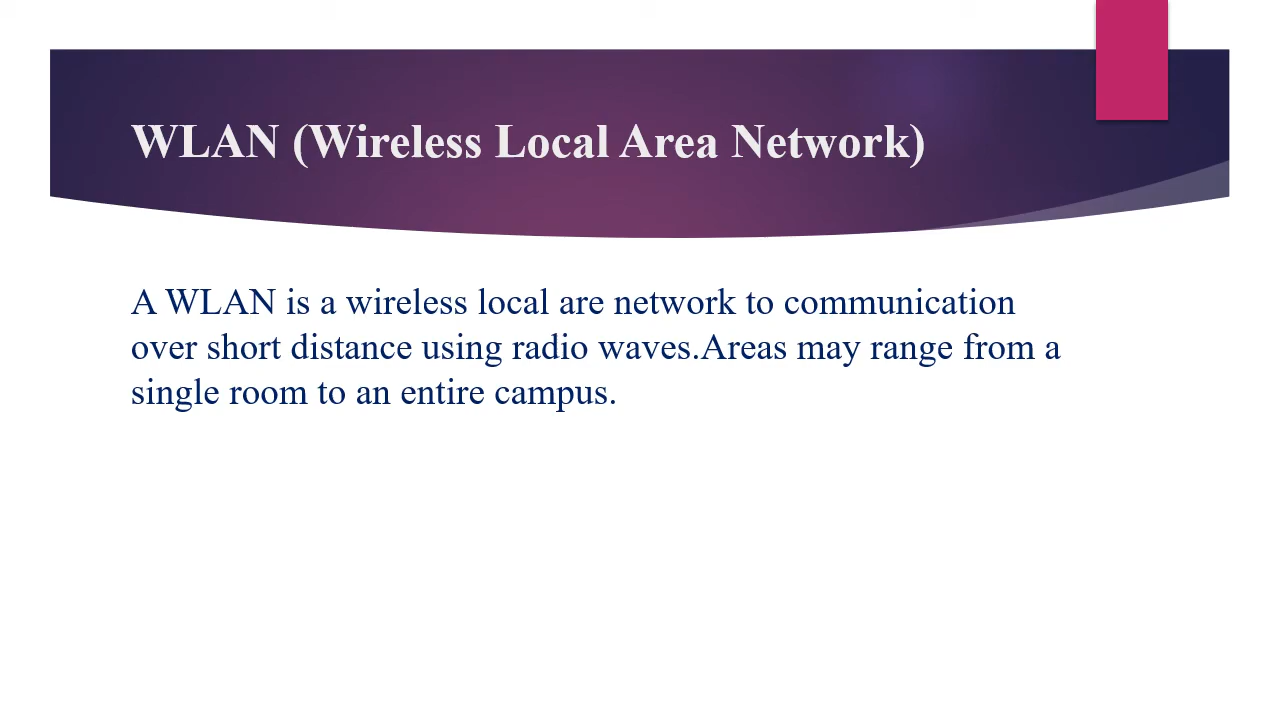 WLAN (Wireless Local Area Network)
A WLAN is a wireless local are network to communication
over short distance using radio waves.Areas may range from a
single room to an entire campus.